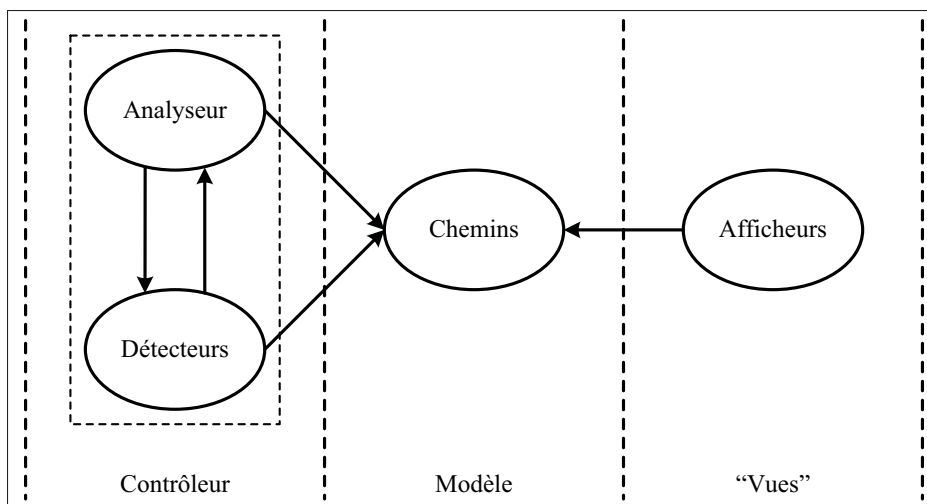 Analyseur
Chemins
Afficheurs
Détecteurs
Contrôleur
Modèle
“Vues”